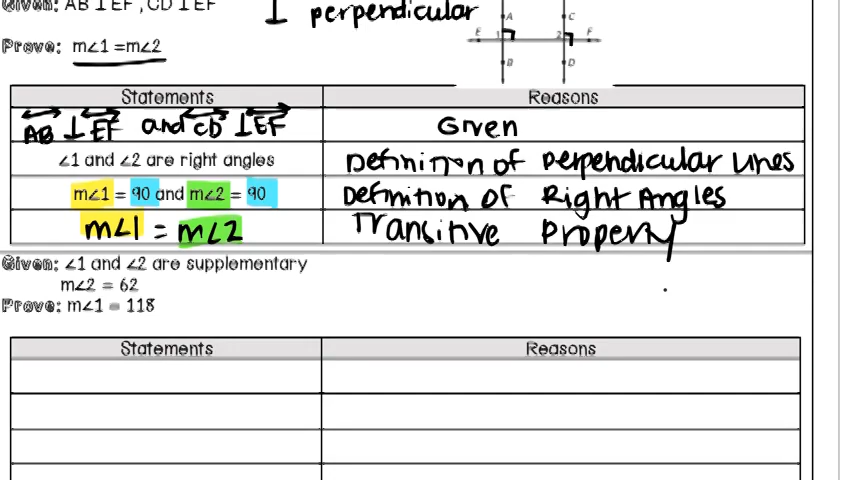 Given: AB ⊥ EF, CD ⊥ EF
⊥ perpendicular
Prove: m∠1 = m∠2
A C
E 1 2 F
B D
Statements Reasons
AB ⊥ EF and CD ⊥ EF Given
∠1 and ∠2 are right angles Definition of perpendicular Lines
m∠1 = 90 and m∠2 = 90 Definition of Right Angles
m∠1 = m∠2 Transitive Property
Given: ∠1 and ∠2 are supplementary
m∠2 = 62
Prove: m∠1 = 118
Statements Reasons